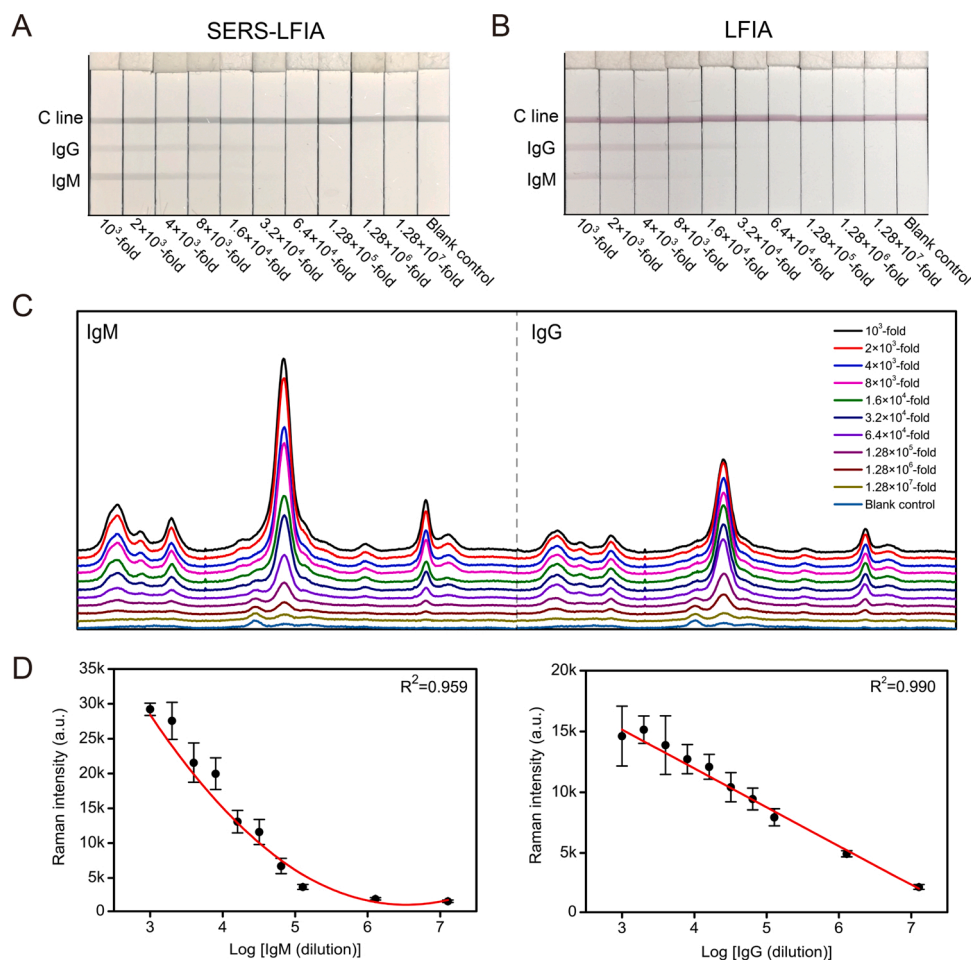 A
SERS-LFIA
C line
IgG
IgM
10³-fold
2×10³-fold
4×10³-fold
8×10³-fold
1.6×10⁴-fold
3.2×10⁴-fold
6.4×10⁴-fold
1.28×10⁵-fold
1.28×10⁶-fold
1.28×10⁷-fold
Blank control
B
LFIA
C line
IgG
IgM
10³-fold
2×10³-fold
4×10³-fold
8×10³-fold
1.6×10⁴-fold
3.2×10⁴-fold
6.4×10⁴-fold
1.28×10⁵-fold
1.28×10⁶-fold
1.28×10⁷-fold
Blank control
C
IgM
IgG
10³-fold
2×10³-fold
4×10³-fold
8×10³-fold
1.6×10⁴-fold
3.2×10⁴-fold
6.4×10⁴-fold
1.28×10⁵-fold
1.28×10⁶-fold
1.28×10⁷-fold
Blank control
D
Raman intensity (a.u.)
35k
30k
25k
20k
15k
10k
5k
0
R²=0.959
3 4 5 6 7
Log [IgM (dilution)]
Raman intensity (a.u.)
20k
15k
10k
5k
0
R²=0.990
3 4 5 6 7
Log [IgG (dilution)]